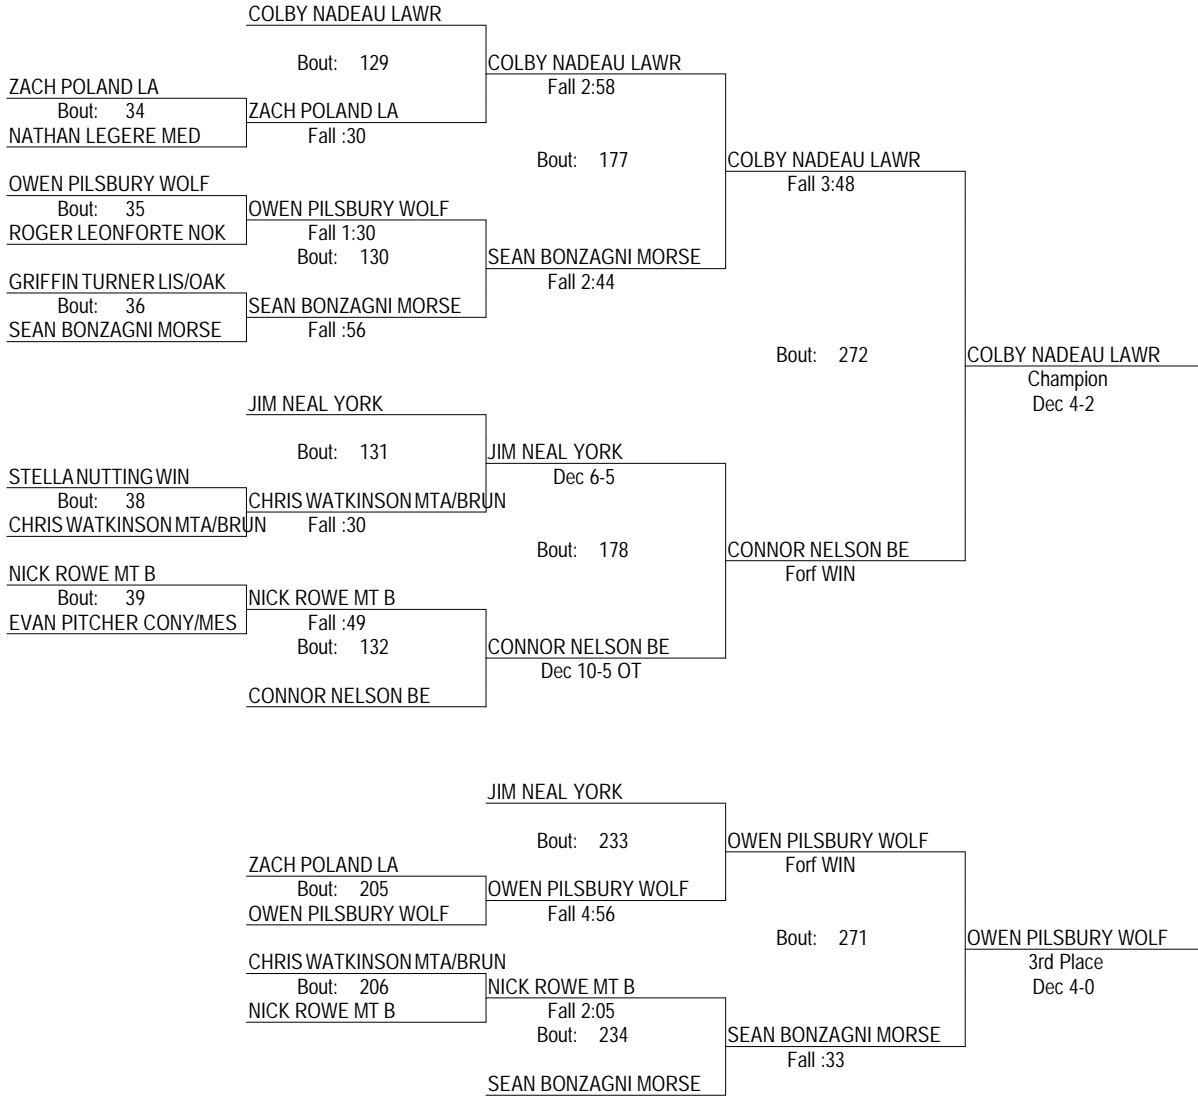 COLBY NADEAU LAWR
Bout: 129
COLBY NADEAU LAWR
Fall 2:58
ZACH POLAND LA
Bout: 34
ZACH POLAND LA
NATHAN LEGERE MED
Fall :30
Bout: 177
COLBY NADEAU LAWR
Fall 3:48
OWEN PILSBURY WOLF
Bout: 35
OWEN PILSBURY WOLF
ROGER LEONFORTE NOK
Fall 1:30
Bout: 130
SEAN BONZAGNI MORSE
Fall 2:44
GRIFFIN TURNER LIS/OAK
Bout: 36
SEAN BONZAGNI MORSE
SEAN BONZAGNI MORSE
Fall :56
Bout: 272
COLBY NADEAU LAWR
Champion
Dec 4-2
JIM NEAL YORK
Bout: 131
JIM NEAL YORK
Dec 6-5
STELLA NUTTING WIN
Bout: 38
CHRIS WATKINSON MTA/BRUN
CHRIS WATKINSON MTA/BRUN
Fall :30
Bout: 178
CONNOR NELSON BE
Forf WIN
NICK ROWE MT B
Bout: 39
NICK ROWE MT B
EVAN PITCHER CONY/MES
Fall :49
Bout: 132
CONNOR NELSON BE
Dec 10-5 OT
CONNOR NELSON BE
JIM NEAL YORK
Bout: 233
OWEN PILSBURY WOLF
Forf WIN
ZACH POLAND LA
Bout: 205
OWEN PILSBURY WOLF
OWEN PILSBURY WOLF
Fall 4:56
Bout: 271
OWEN PILSBURY WOLF
3rd Place
Dec 4-0
CHRIS WATKINSON MTA/BRUN
Bout: 206
NICK ROWE MT B
NICK ROWE MT B
Fall 2:05
Bout: 234
SEAN BONZAGNI MORSE
Fall :33
SEAN BONZAGNI MORSE